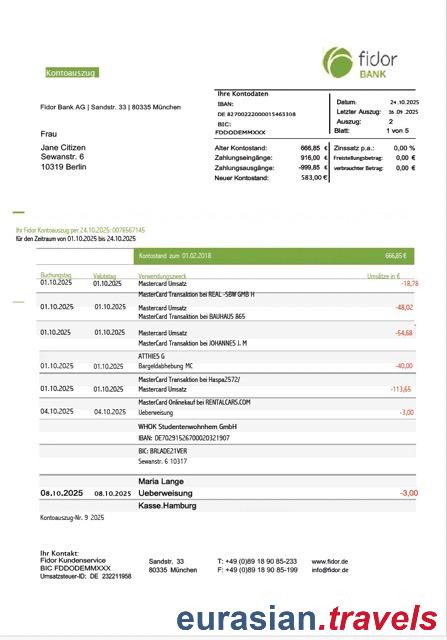 fidor
BANK
Kontoauszug
Fidor Bank AG | Sandstr. 33 | 80335 München
Frau
Jane Citizen
Sewanstr. 6
10319 Berlin
Ihre Kontodaten
IBAN:
DE 82700222000015463308
BIC:
FDDODEMMXXX
Datum: 24.10.2025
Letzter Auszug: 26.09.2025
Auszug: 2
Blatt: 1 von 5
Alter Kontostand: 666,85 €
Zahlungseingänge: 916,00 €
Zahlungsausgänge: -999,85 €
Neuer Kontostand: 583,00 €
Zinssatz p.a.: 0,00 %
Freistellungsbetrag: 0,00 €
verbrauchter Betrag: 0,00 €
Ihr Fidor Kontoauszug per 24.10.2025: 0076567145
für den Zeitraum von 01.10.2025 bis 24.10.2025
Kontostand zum 01.02.2018 666,85 €
Buchungstag Valutatag Verwendungszweck Umsätze in €
01.10.2025 01.10.2025 Mastercard Umsatz -18,78
MasterCard Transaktion bei REAL -SBW GMB H
01.10.2025 01.10.2025 Mastercard Umsatz -48,02
MasterCard Transaktion bei BAUHAUS 865
01.10.2025 01.10.2025 Mastercard Umsatz -54,68
MasterCard Transaktion bei JOHANNES J. M
ATTHIES G
01.10.2025 01.10.2025 Bargeldabhebung MC -40,00
MasterCard Transaktion bei Haspa2572/
01.10.2025 01.10.2025 Mastercard Umsatz -113,65
MasterCard Onlinekauf bei RENTALCARS.COM
04.10.2025 04.10.2025 Ueberweisung -3,00
WHOK Studentenwohnhem GmbH
IBAN: DE70291526700020321907
BIC: BRLADE21VER
Sewanstr. 6 10317
Maria Lange
08.10.2025 08.10.2025 Ueberweisung -3,00
Kasse.Hamburg
Kontoauszug-Nr. 9 2025
Ihr Kontakt:
Fidor Kundenservice
BIC FDDODEMMXXX
Umsatzsteuer-ID: DE 232211958
Sandstr. 33
80335 München
T: +49 (0)89 18 90 85-233
F: +49 (0)89 18 90 85-199
www.fidor.de
info@fidor.de
eurasian.travels